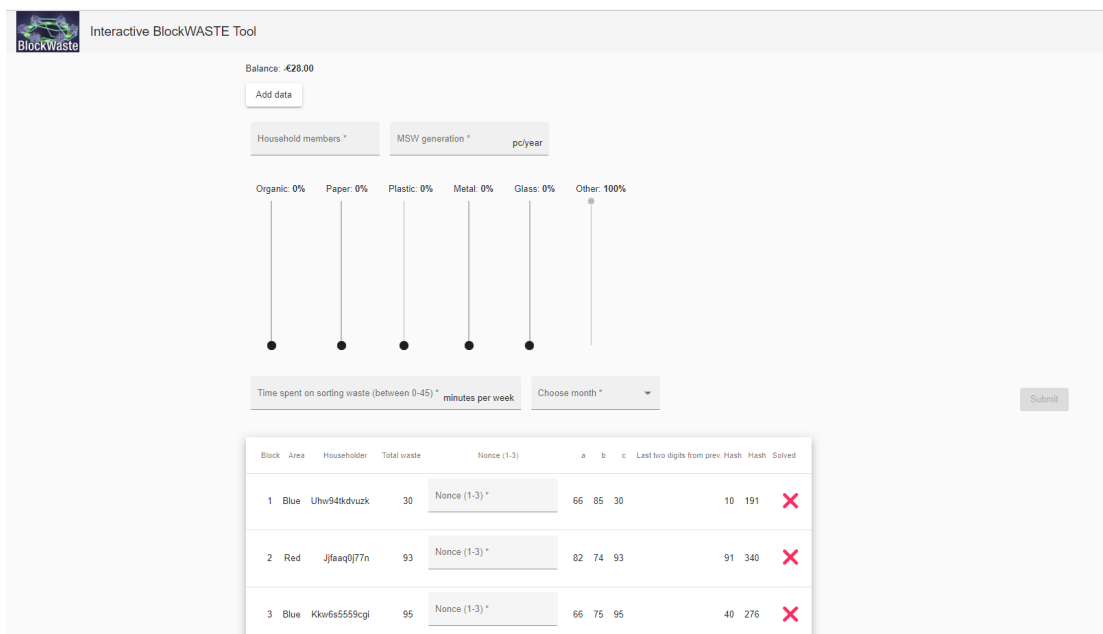 BlockWaste
Interactive BlockWASTE Tool
Balance: -€28.00
Add data
Household members *
MSW generation * pc/year
Organic: 0% Paper: 0% Plastic: 0% Metal: 0% Glass: 0% Other: 100%
Time spent on sorting waste (between 0-45) * minutes per week Choose month *
Submit
Block Area Householder Total waste Nonce (1-3) a b c Last two digits from prev. Hash Hash Solved
1 Blue Uhw94tkdvuzk 30 Nonce (1-3) * 66 85 30 10 191
2 Red Jjfaaq0j77n 93 Nonce (1-3) * 82 74 93 91 340
3 Blue Kkw6s5559cgi 95 Nonce (1-3) * 66 75 95 40 276